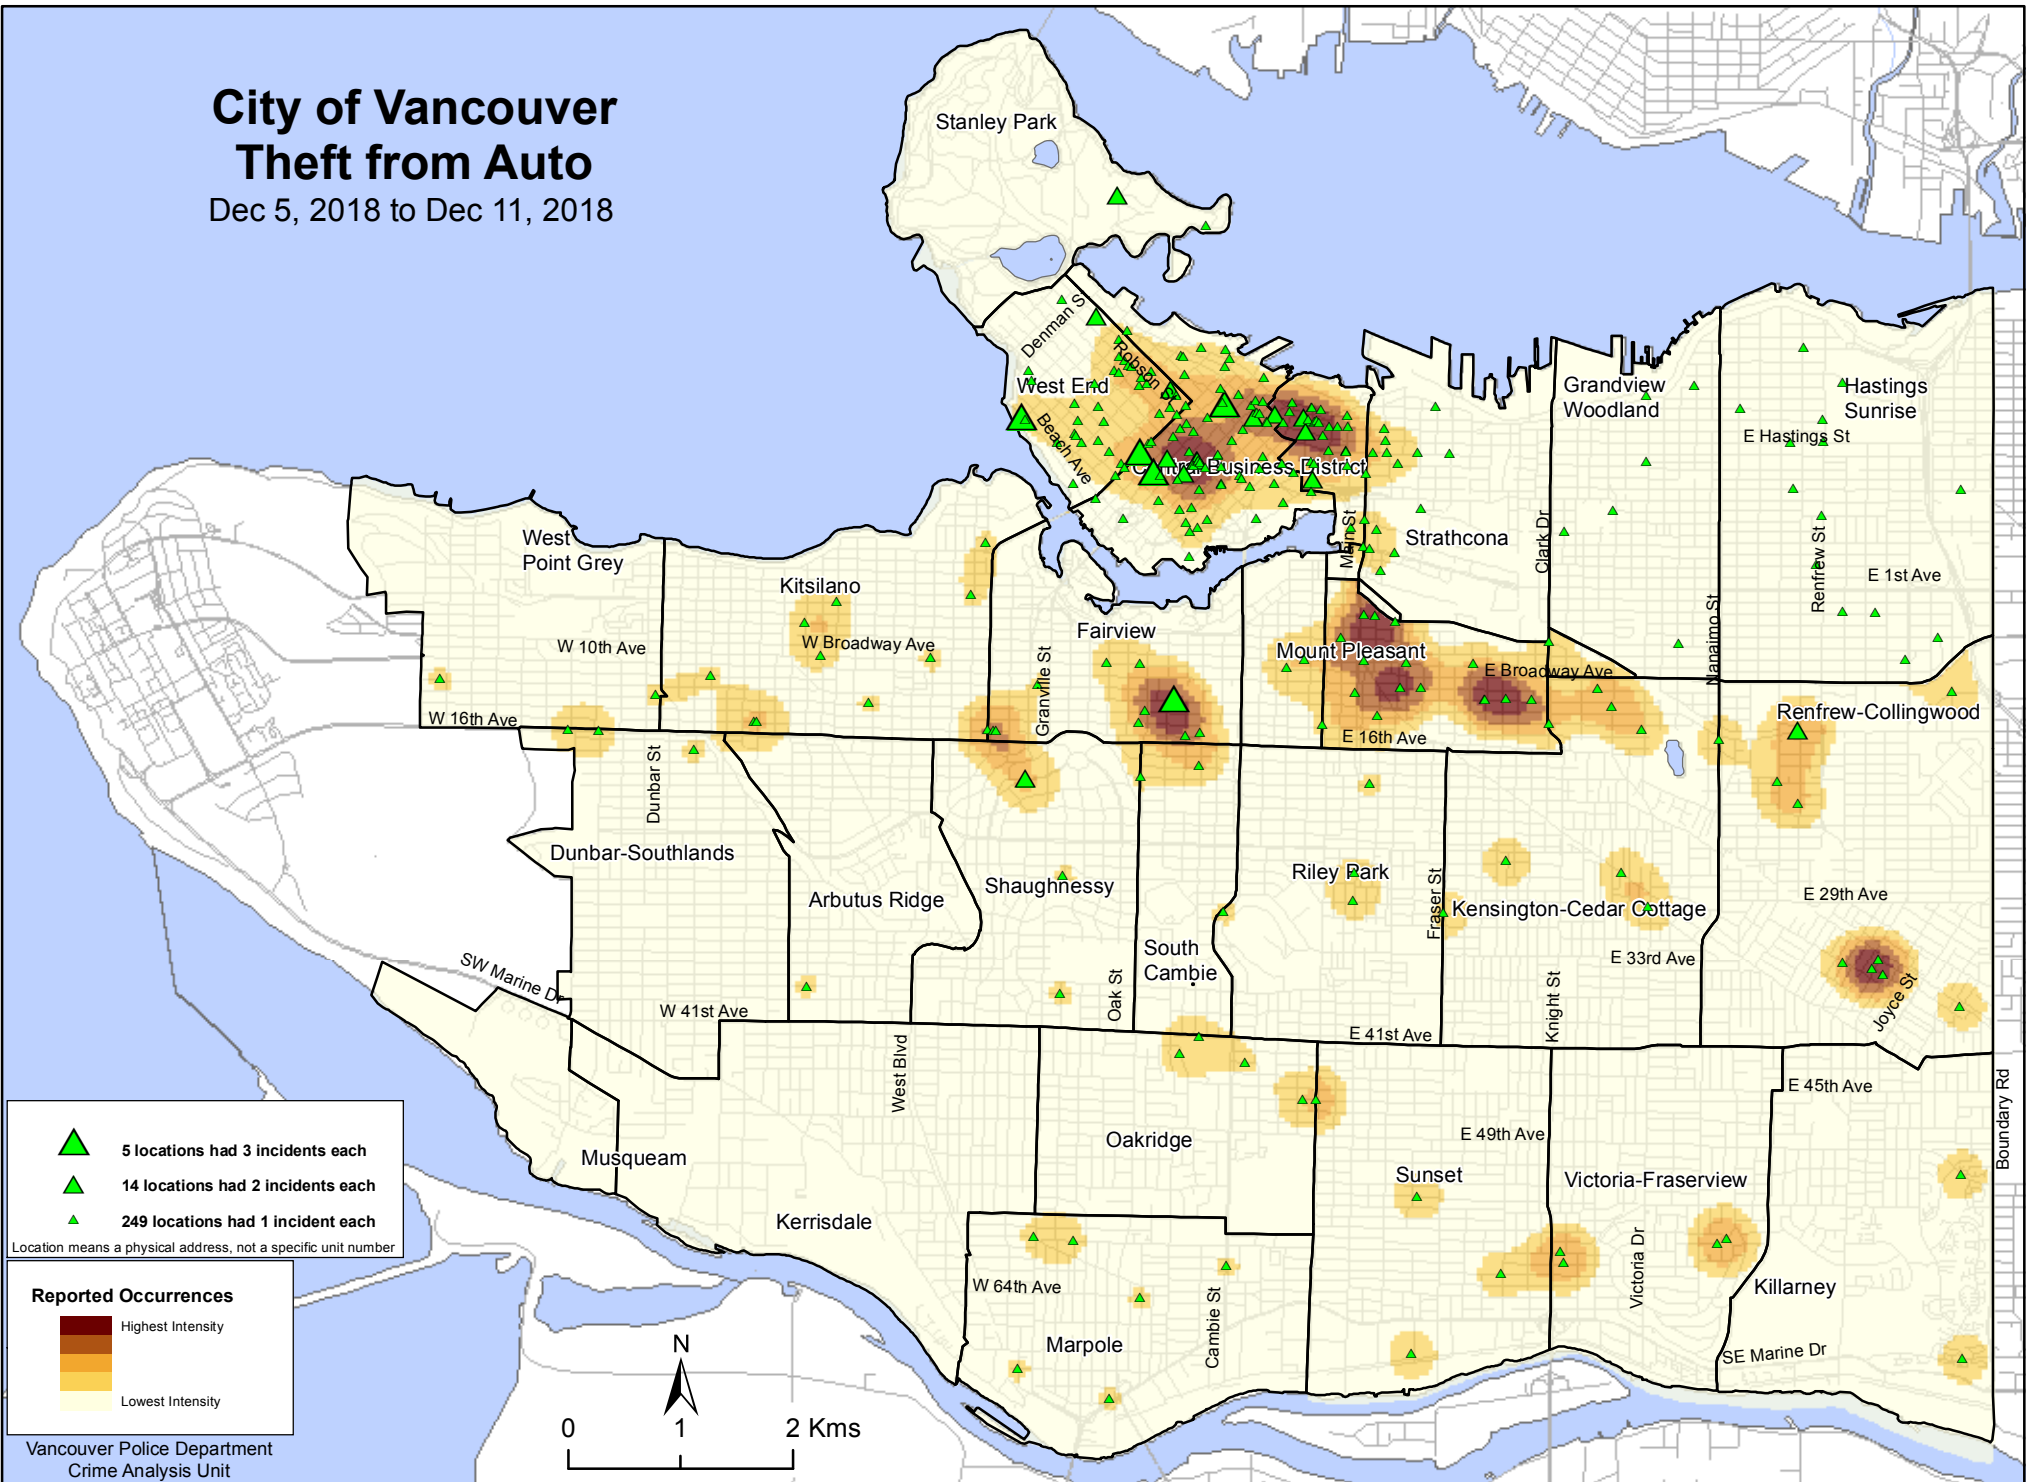 City of Vancouver
Theft from Auto
Dec 5, 2018 to Dec 11, 2018
Stanley Park
Denman S
Robson
West End
Beach Ave
Central Business District
Grandview
Woodland
Hastings
Sunrise
E Hastings St
West
Point Grey
Kitsilano
Main St
Strathcona
Clark Dr
Renfrew St
E 1st Ave
Nanaimo St
W 10th Ave
W Broadway Ave
Fairview
Granville St
Mount Pleasant
E Broadway Ave
W 16th Ave
E 16th Ave
Renfrew-Collingwood
Dunbar St
Dunbar-Southlands
Arbutus Ridge
Shaughnessy
Riley Park
Fraser St
Kensington-Cedar Cottage
E 29th Ave
South
Cambie
Oak St
E 33rd Ave
Knight St
Joyce St
SW Marine Dr
W 41st Ave
E 41st Ave
West Blvd
E 45th Ave
Boundary Rd
Oakridge
E 49th Ave
Musqueam
Sunset
Victoria-Fraserview
Kerrisdale
Victoria Dr
W 64th Ave
Cambie St
Killarney
Marpole
SE Marine Dr
5 locations had 3 incidents each
14 locations had 2 incidents each
249 locations had 1 incident each
Location means a physical address, not a specific unit number
Reported Occurrences
Highest Intensity
Lowest Intensity
Vancouver Police Department
Crime Analysis Unit
N
0 1 2 Kms